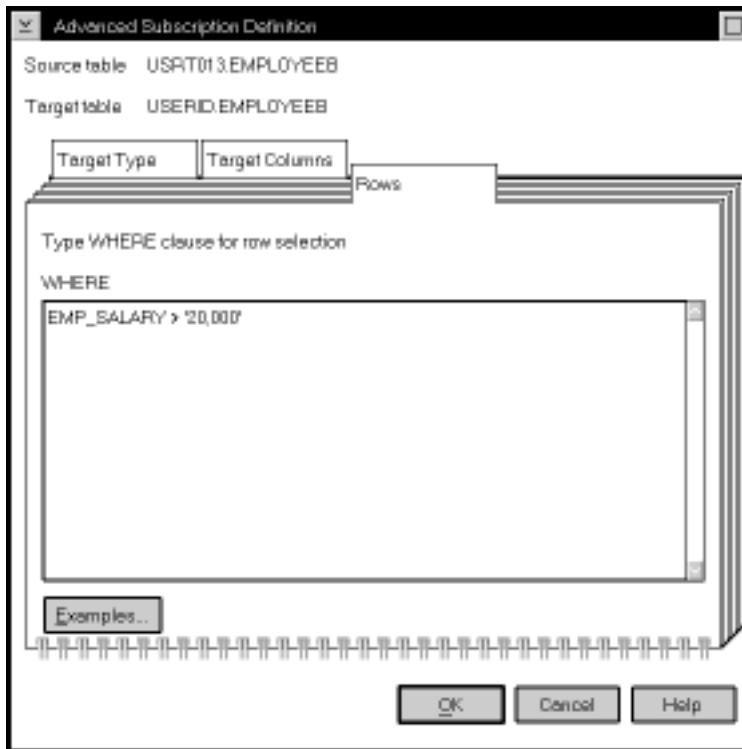 Advanced Subscription Definition
Source table USRT013.EMPLOYEEB
Target table USERID.EMPLOYEEB
Target Type Target Columns
Rows
Type WHERE clause for row selection
WHERE
EMP_SALARY > '20,000'
Examples...
OK Cancel Help